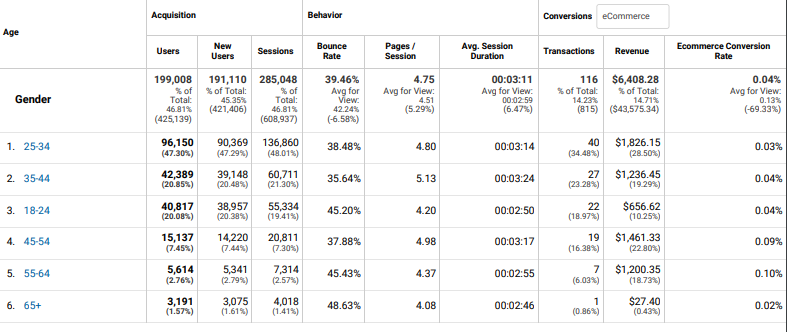 Acquisition Behavior Conversions eCommerce
Age
Users New Users Sessions Bounce Rate Pages / Session Avg. Session Duration Transactions Revenue Ecommerce Conversion Rate
Gender
199,008 % of Total: 46.81% (425,139)
191,110 % of Total: 45.35% (421,406)
285,048 % of Total: 46.81% (608,937)
39.46% Avg for View: 42.24% (-6.58%)
4.75 Avg for View: 4.51 (5.29%)
00:03:11 Avg for View: 00:02:59 (6.47%)
116 % of Total: 14.23% (815)
$6,408.28 % of Total: 14.71% ($43,575.34)
0.04% Avg for View: 0.13% (-69.33%)
1. 25-34 96,150 90,369 136,860 38.48% 4.80 00:03:14 40 $1,826.15 0.03%
(47.30%) (47.29%) (48.01%) (34.48%) (28.50%)
2. 35-44 42,389 39,148 60,711 35.64% 5.13 00:03:24 27 $1,236.45 0.04%
(20.85%) (20.48%) (21.30%) (23.28%) (19.29%)
3. 18-24 40,817 38,957 55,334 45.20% 4.20 00:02:50 22 $656.62 0.04%
(20.08%) (20.38%) (19.41%) (18.97%) (10.25%)
4. 45-54 15,137 14,220 20,811 37.88% 4.98 00:03:17 19 $1,461.33 0.09%
(7.45%) (7.44%) (7.30%) (16.38%) (22.80%)
5. 55-64 5,614 5,341 7,314 45.43% 4.37 00:02:55 7 $1,200.35 0.10%
(2.76%) (2.79%) (2.57%) (6.03%) (18.73%)
6. 65+ 3,191 3,075 4,018 48.63% 4.08 00:02:46 1 $27.40 0.02%
(1.57%) (1.61%) (1.41%) (0.86%) (0.43%)